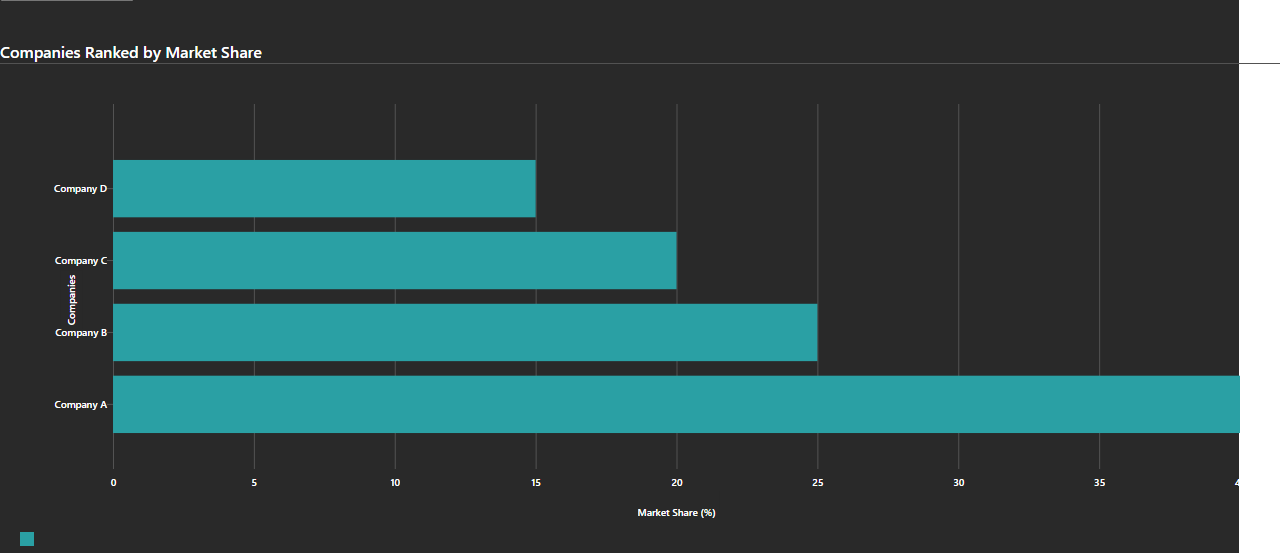 Companies Ranked by Market Share
Company D
Company C
Companies
Company B
Company A
0 5 10 15 20 25 30 35
Market Share (%)